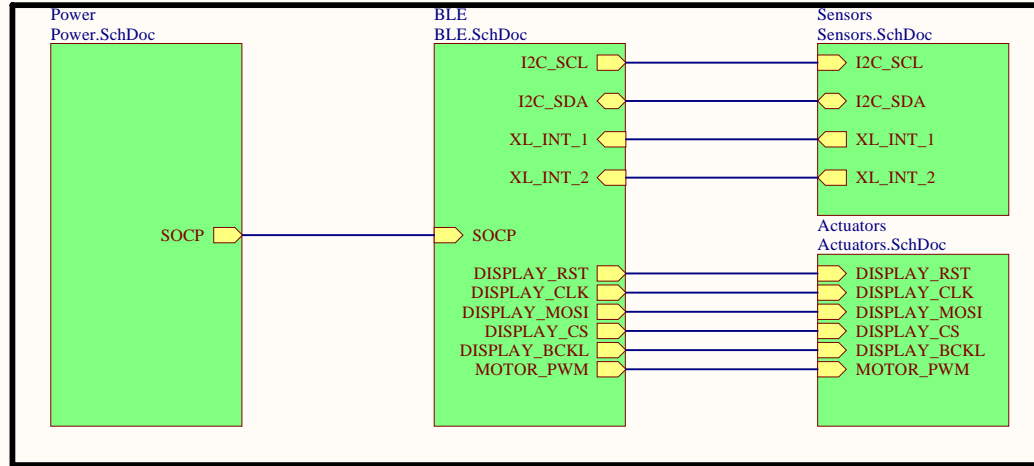 Power
Power.SchDoc
SOCP
BLE
BLE.SchDoc
I2C_SCL
I2C_SDA
XL_INT_1
XL_INT_2
SOCP
DISPLAY_RST
DISPLAY_CLK
DISPLAY_MOSI
DISPLAY_CS
DISPLAY_BCKL
MOTOR_PWM
Sensors
Sensors.SchDoc
I2C_SCL
I2C_SDA
XL_INT_1
XL_INT_2
Actuators
Actuators.SchDoc
DISPLAY_RST
DISPLAY_CLK
DISPLAY_MOSI
DISPLAY_CS
DISPLAY_BCKL
MOTOR_PWM